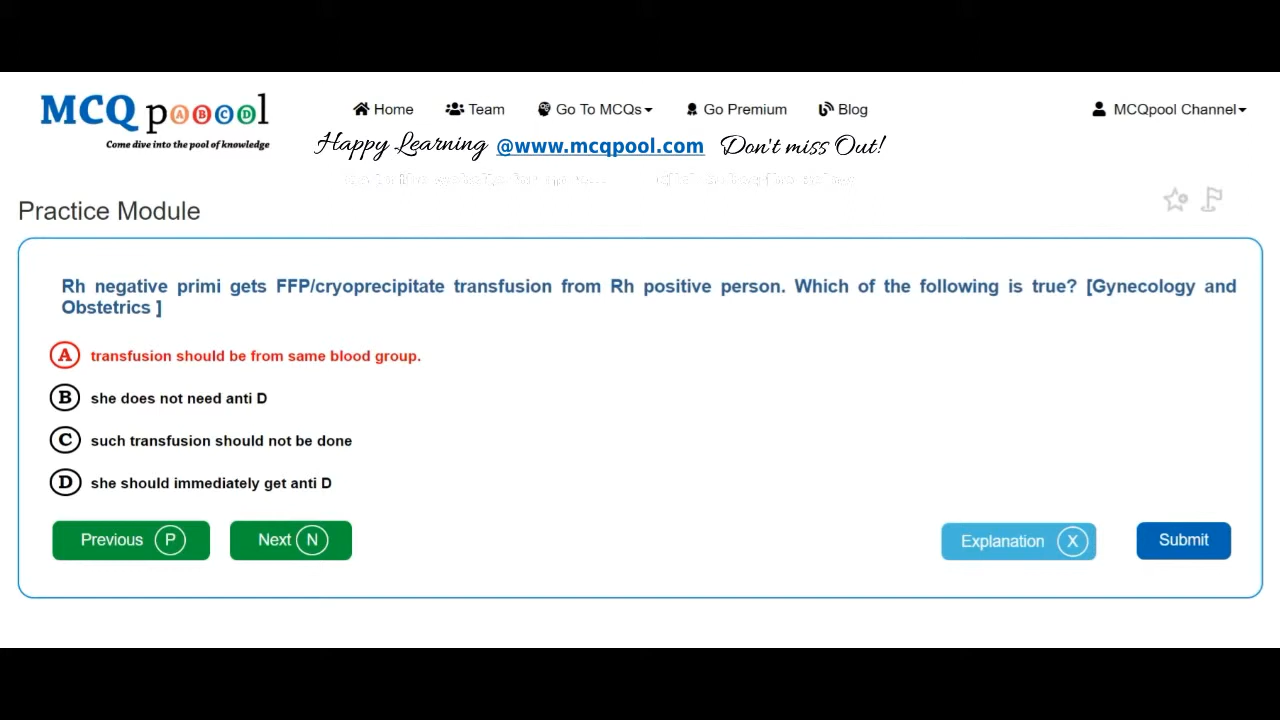 MCQ poool
Come dive into the pool of knowledge
Home Team Go To MCQs Go Premium Blog MCQpool Channel
Happy Learning @www.mcqpool.com Don't miss Out!
Practice Module
Rh negative primi gets FFP/cryoprecipitate transfusion from Rh positive person. Which of the following is true? [Gynecology and
Obstetrics ]
A transfusion should be from same blood group.
B she does not need anti D
C such transfusion should not be done
D she should immediately get anti D
Previous P Next N Explanation X Submit